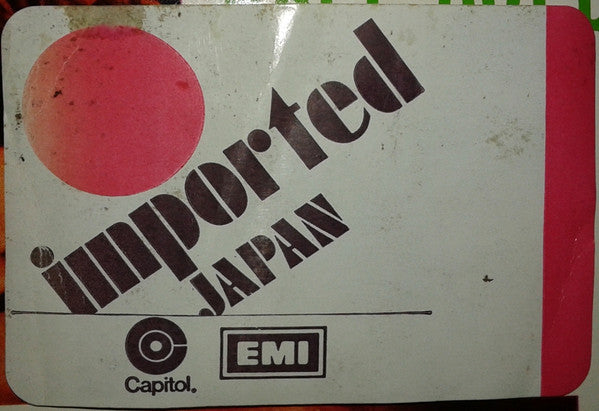 imported
JAPAN
EMI
Capitol.